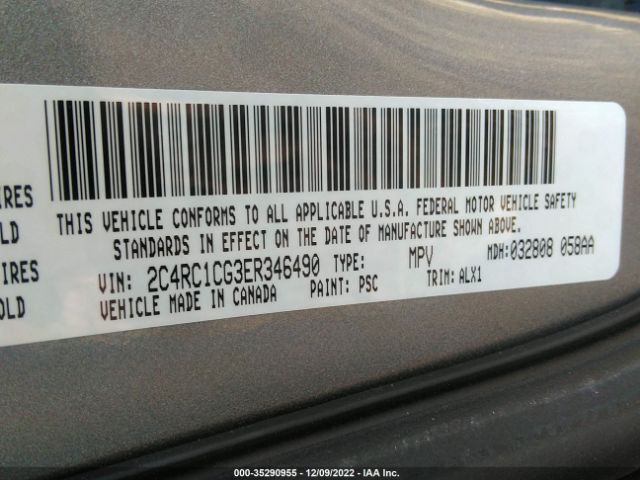 IRES
OLD
IRES
OLD
THIS VEHICLE CONFORMS TO ALL APPLICABLE U.S.A. FEDERAL MOTOR VEHICLE SAFETY
STANDARDS IN EFFECT ON THE DATE OF MANUFACTURE SHOWN ABOVE.
VIN: 2C4RC1CG3ER346490 TYPE: MPV MDH:032808 058AA
VEHICLE MADE IN CANADA PAINT: PSC TRIM: ALX1
000-35290955 - 12/09/2022 - IAA Inc.